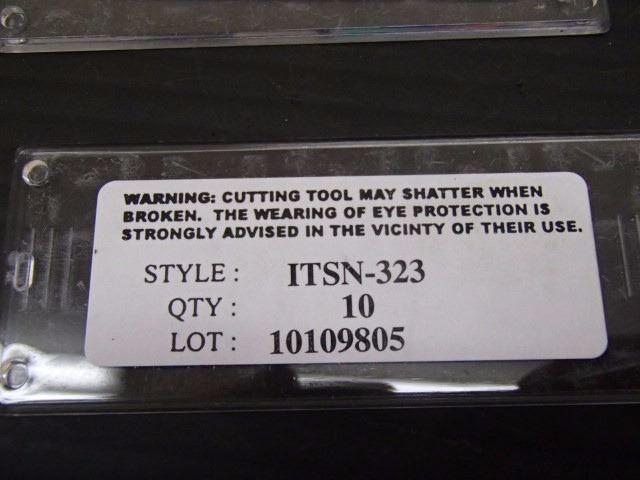 WARNING: CUTTING TOOL MAY SHATTER WHEN
BROKEN. THE WEARING OF EYE PROTECTION IS
STRONGLY ADVISED IN THE VICINTY OF THEIR USE.
STYLE: ITSN-323
QTY: 10
LOT: 10109805